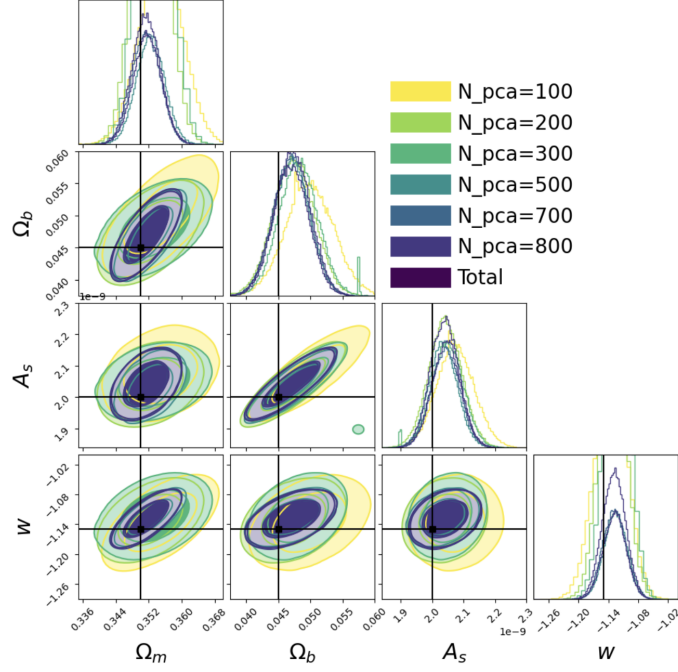 N_pca=100
N_pca=200
N_pca=300
N_pca=500
N_pca=700
N_pca=800
Total
Ω_b
0.060
0.055
0.050
0.045
0.040
1e−9
A_s
2.3
2.2
2.1
2.0
1.9
w
−1.02
−1.08
−1.14
−1.20
−1.26
0.336
0.344
0.352
0.360
0.368
Ω_m
0.040
0.045
0.050
0.055
0.060
Ω_b
1.9
2.0
2.1
2.2
2.3
1e−9
A_s
−1.26
−1.20
−1.14
−1.08
−1.02
w